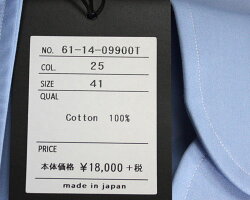 NO. 61-14-09900T
COL. 25
SIZE 41
QUAL
Cotton 100%
PRICE
本体価格 ¥18,000 +税
made in japan